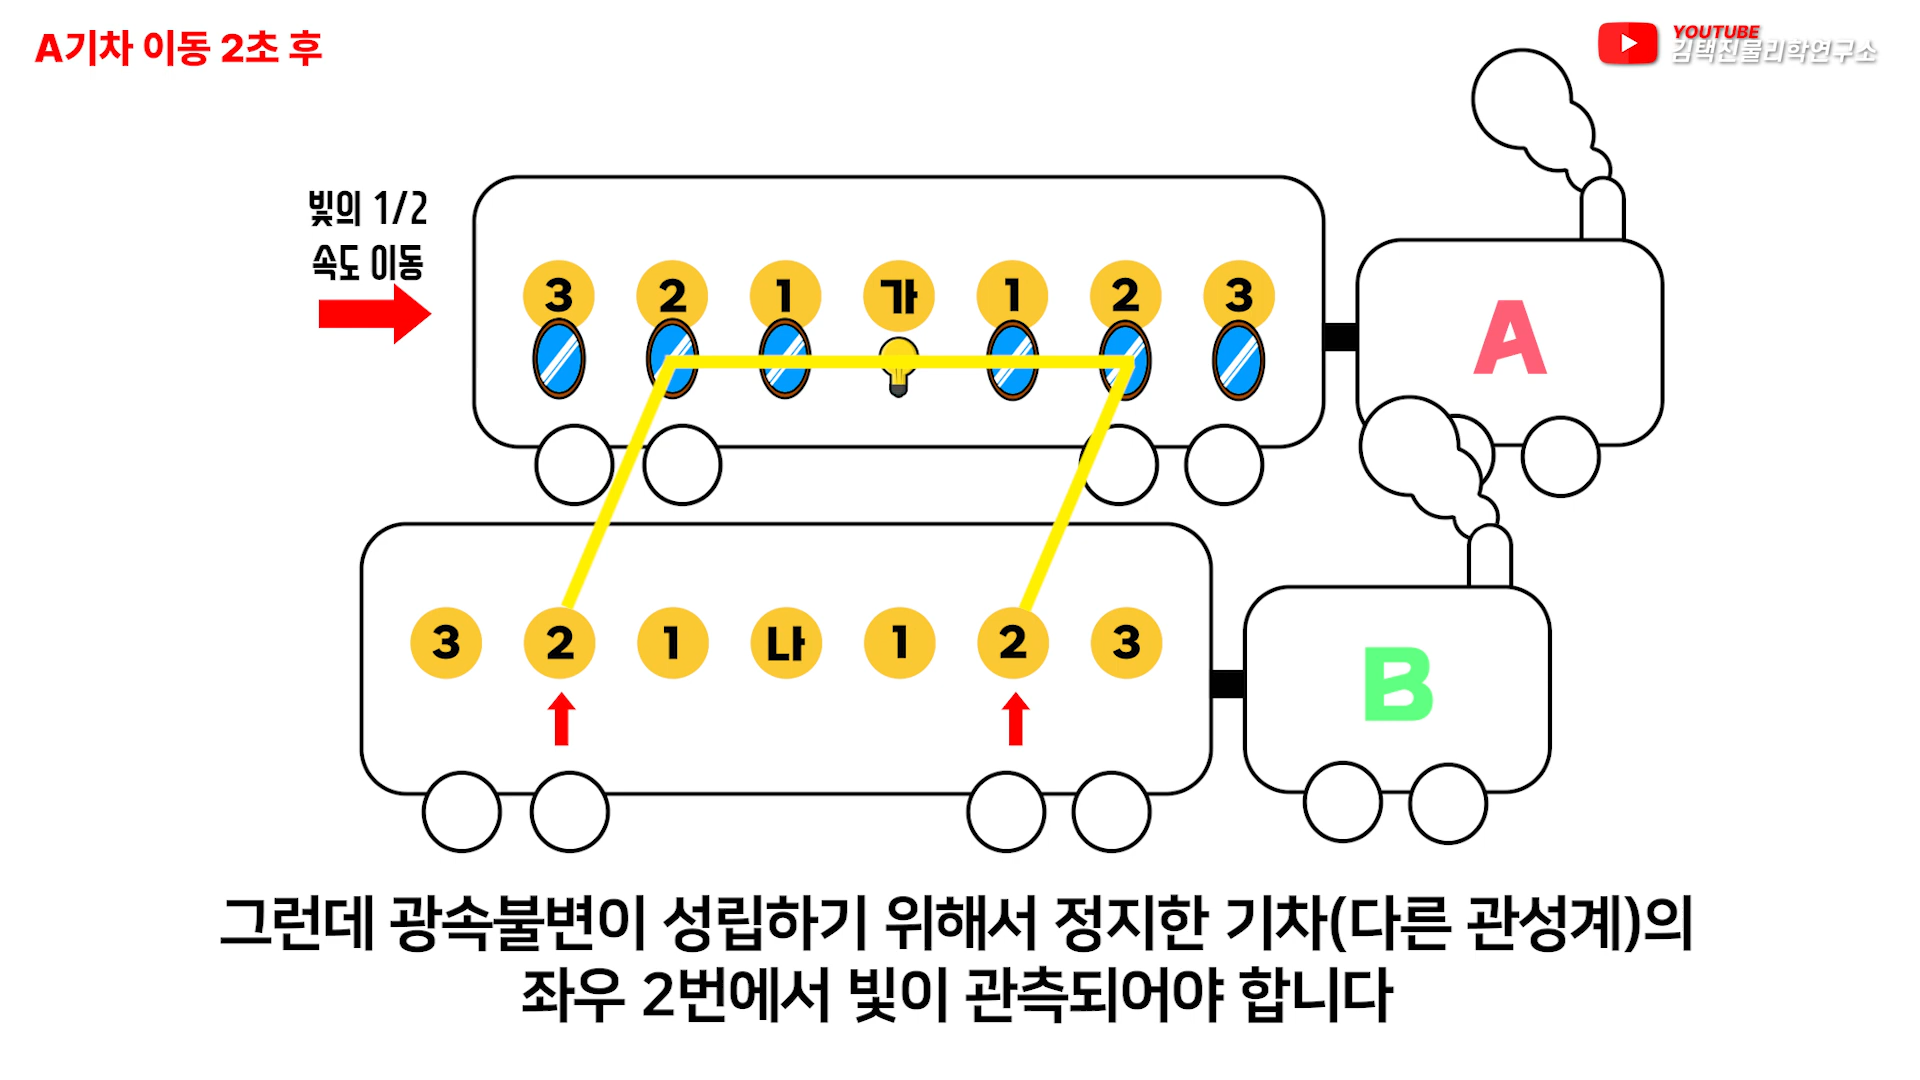 A기차 이동 2초 후
YOUTUBE
김택진물리학연구소
빛의 1/2
속도 이동
3 2 1 가 1 2 3
A
3 2 1 나 1 2 3
B
그런데 광속불변이 성립하기 위해서 정지한 기차(다른 관성계)의
좌우 2번에서 빛이 관측되어야 합니다